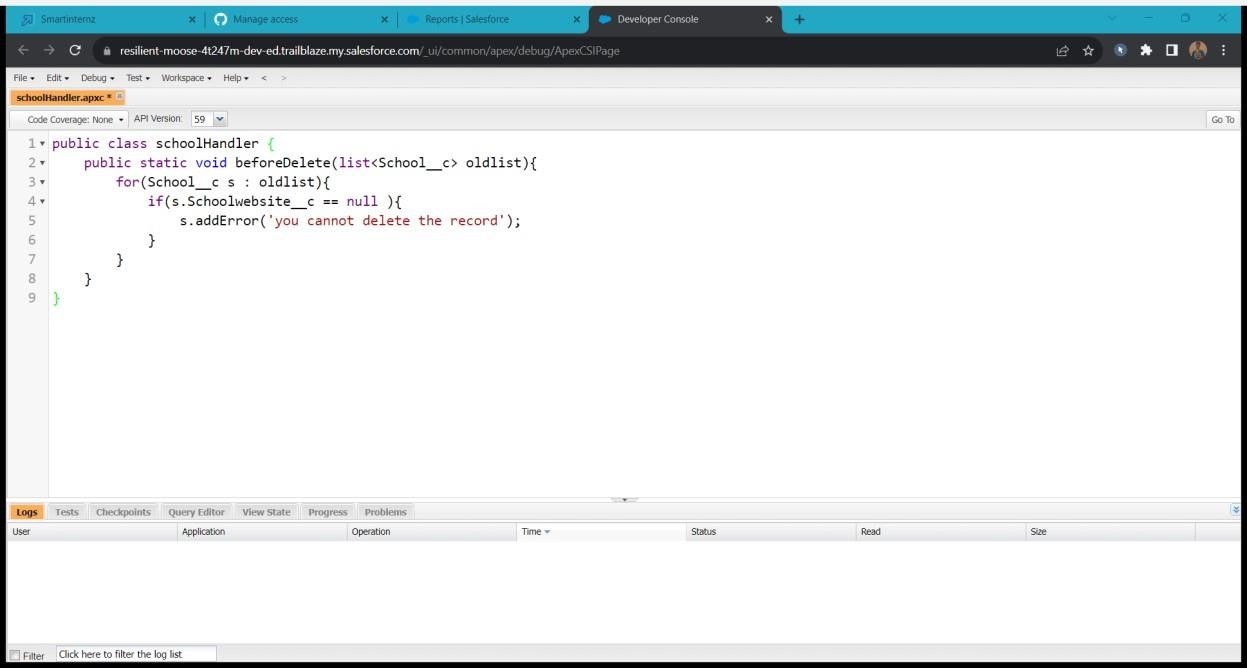 Smartinternz Manage access Reports | Salesforce Developer Console
resilient-moose-4t247m-dev-ed.trailblaze.my.salesforce.com/_ui/common/apex/debug/ApexCSIPage
File Edit Debug Test Workspace Help < >
schoolHandler.apxc *
Code Coverage: None API Version: 59 Go To
1 public class schoolHandler {
2 public static void beforeDelete(list<School__c> oldlist){
3 for(School__c s : oldlist){
4 if(s.Schoolwebsite__c == null ){
5 s.addError('you cannot delete the record');
6 }
7 }
8 }
9 }
Logs Tests Checkpoints Query Editor View State Progress Problems
User Application Operation Time Status Read Size
Filter Click here to filter the log list